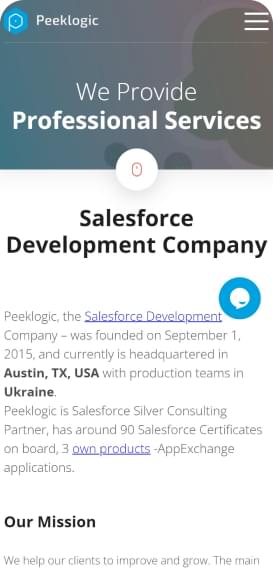 Peeklogic
We Provide
Professional Services
Salesforce
Development Company
Peeklogic, the Salesforce Development
Company – was founded on September 1,
2015, and currently is headquartered in
Austin, TX, USA with production teams in
Ukraine.
Peeklogic is Salesforce Silver Consulting
Partner, has around 90 Salesforce Certificates
on board, 3 own products -AppExchange
applications.
Our Mission
We help our clients to improve and grow. The main